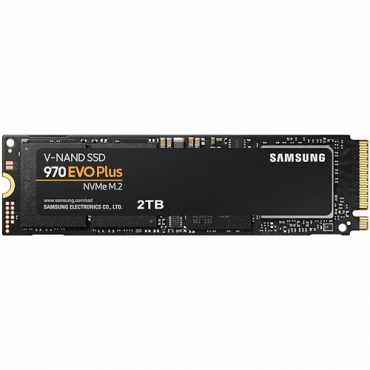 V-NAND SSD
970 EVO Plus
NVMe M.2
www.samsung.com/ssd
SAMSUNG ELECTRONICS CO., LTD.
SAMSUNG
2TB